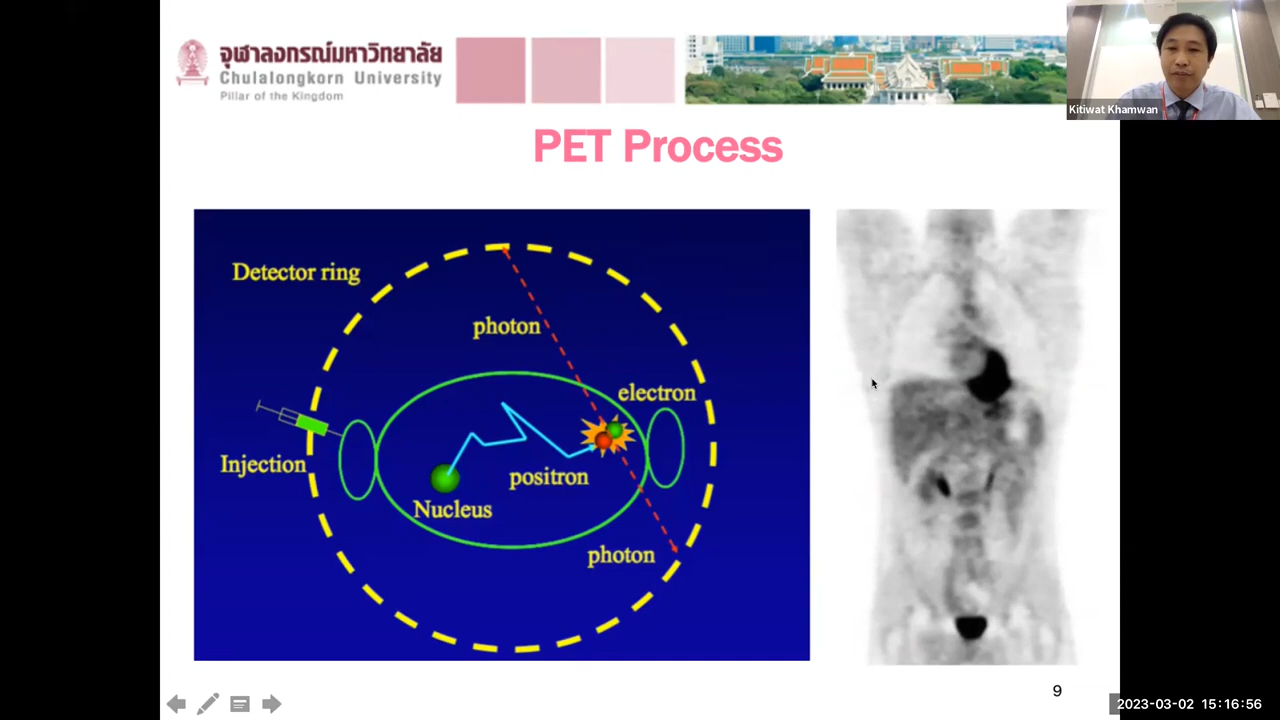 จุฬาลงกรณ์มหาวิทยาลัย
Chulalongkorn University
Pillar of the Kingdom
Kitiwat Khamwan
PET Process
Detector ring
photon
electron
Injection
positron
Nucleus
photon
9
2023-03-02 15:16:56